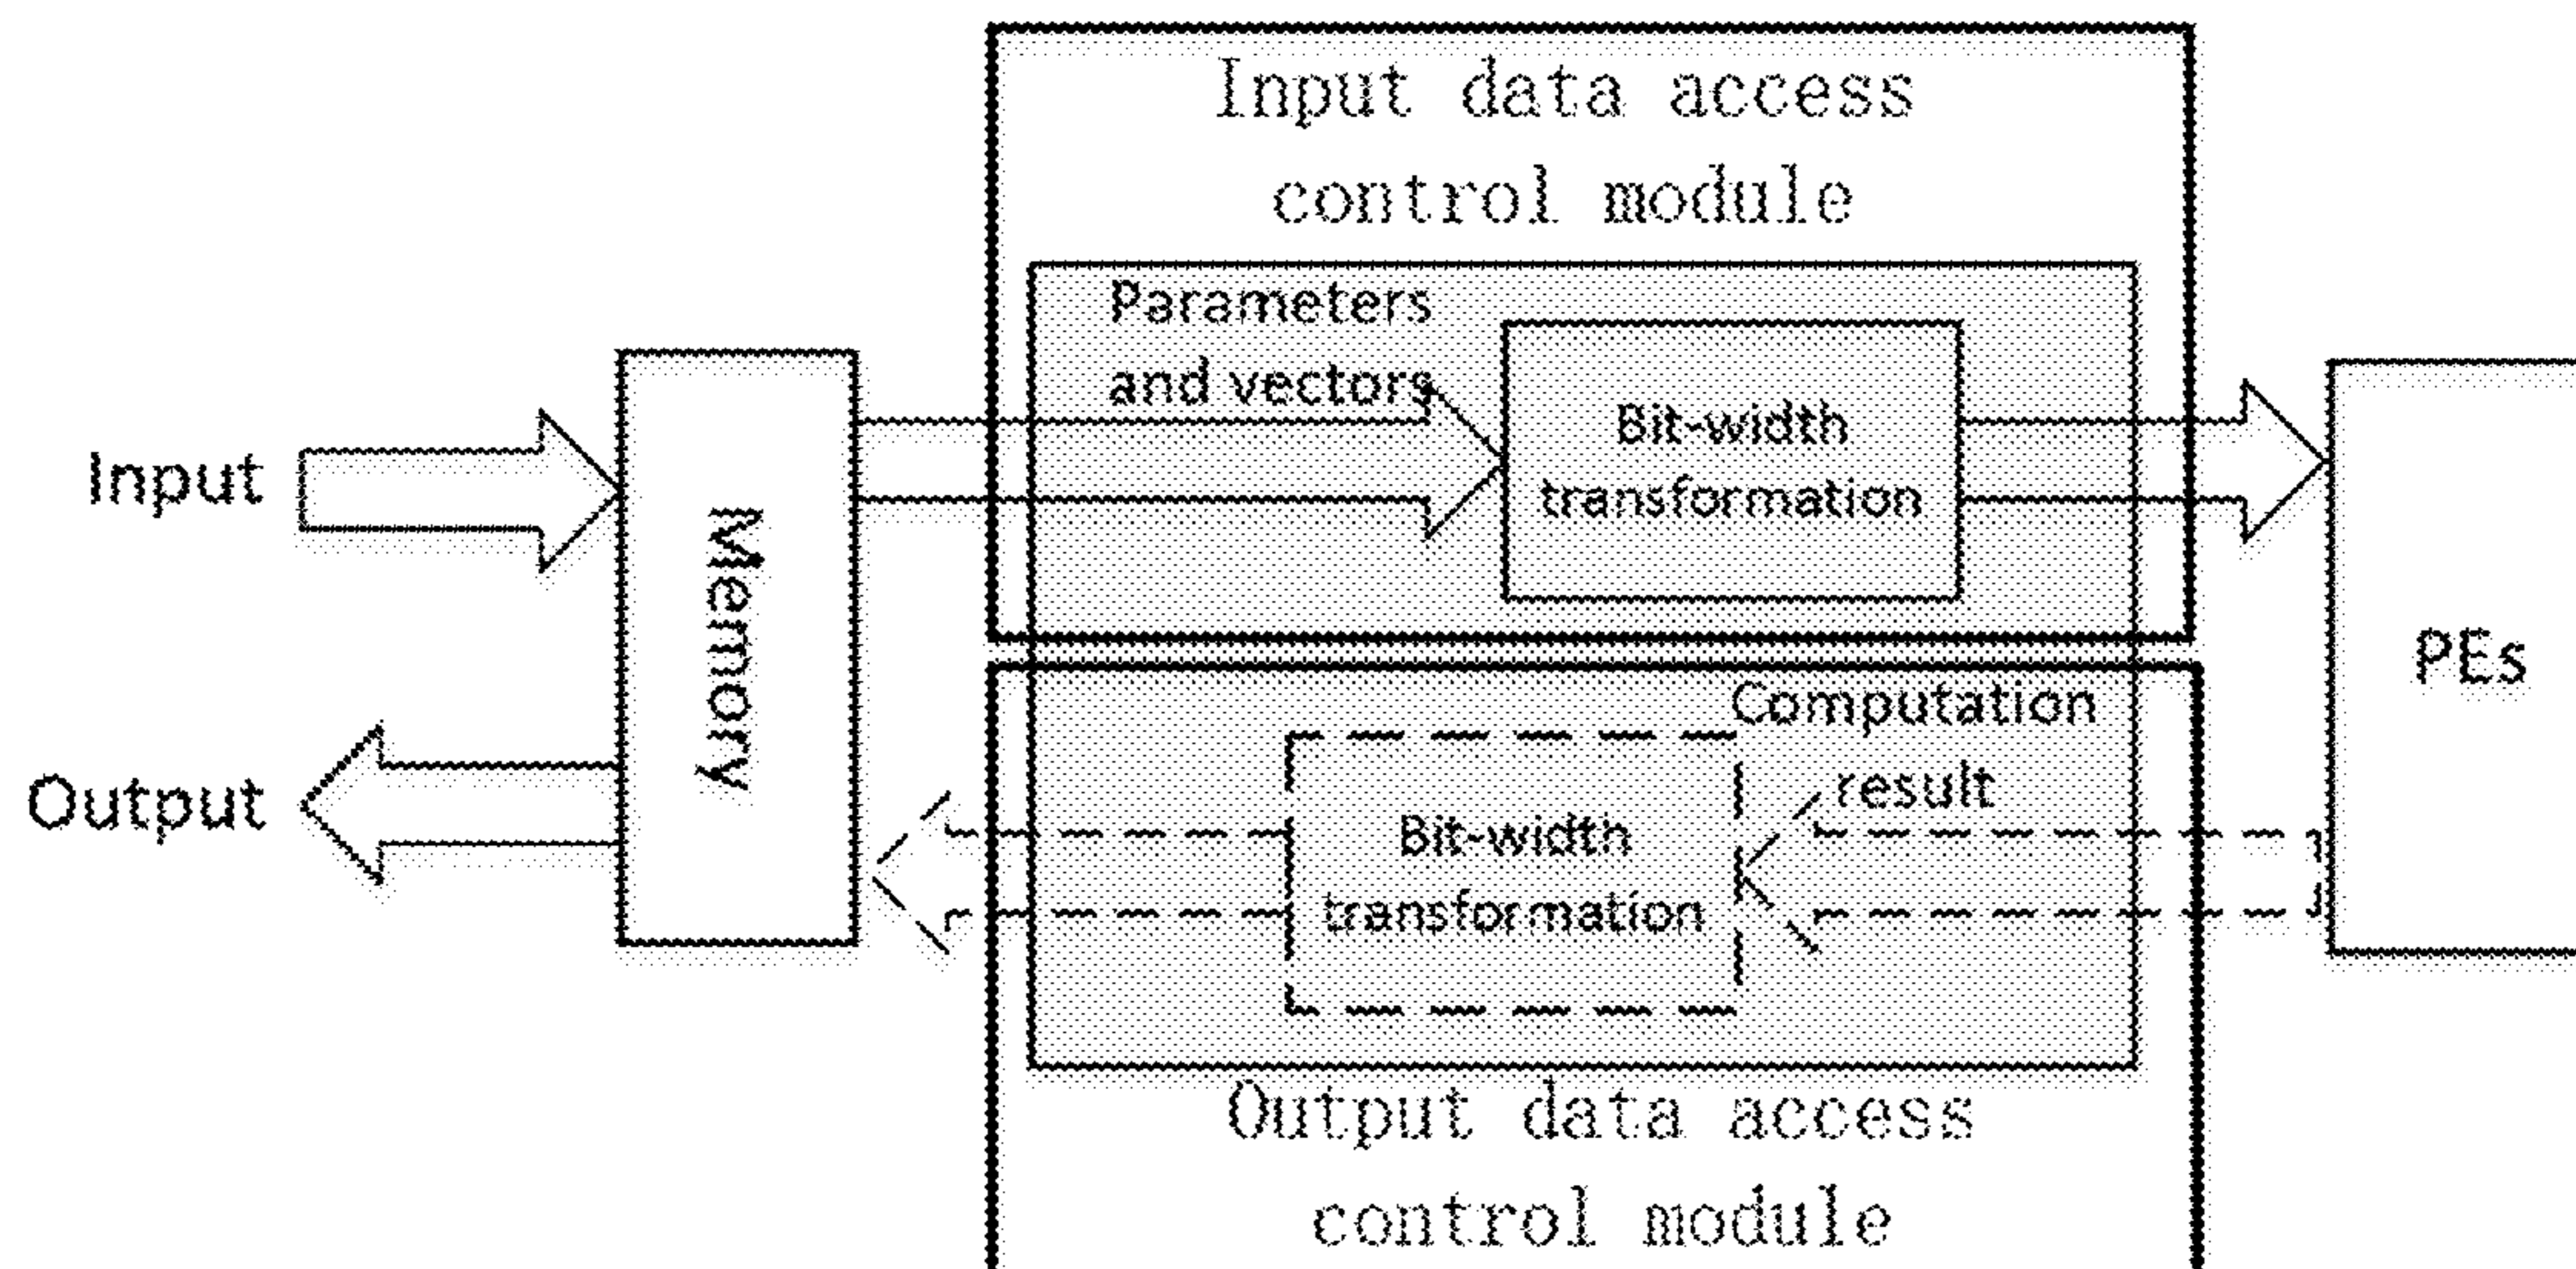 Input data access
control module
Parameters
and vectors
Bit-width
transformation
Input
Memory
PEs
Computation
result
Output
Bit-width
transformation
Output data access
control module